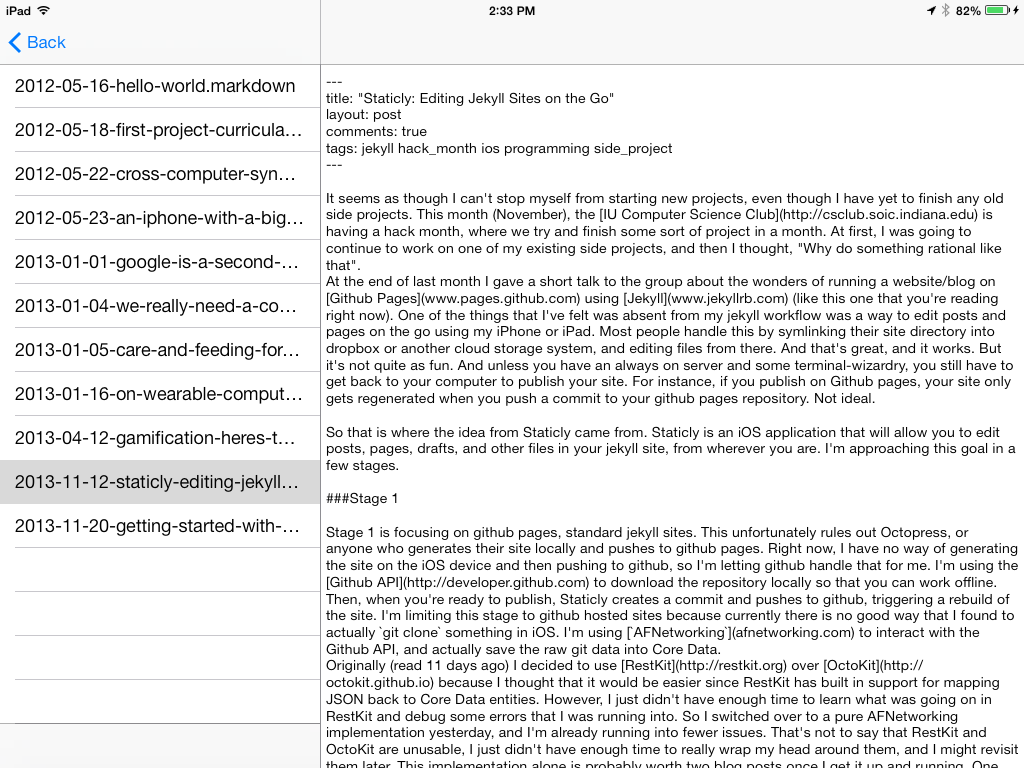 iPad
2:33 PM
82%
Back
2012-05-16-hello-world.markdown
2012-05-18-first-project-curricula…
2012-05-22-cross-computer-syn…
2012-05-23-an-iphone-with-a-big…
2013-01-01-google-is-a-second-…
2013-01-04-we-really-need-a-co…
2013-01-05-care-and-feeding-for…
2013-01-16-on-wearable-comput…
2013-04-12-gamification-heres-t…
2013-11-12-staticly-editing-jekyll…
2013-11-20-getting-started-with-…
---
title: "Staticly: Editing Jekyll Sites on the Go"
layout: post
comments: true
tags: jekyll hack_month ios programming side_project
---
It seems as though I can't stop myself from starting new projects, even though I have yet to finish any old
side projects. This month (November), the [IU Computer Science Club](http://csclub.soic.indiana.edu) is
having a hack month, where we try and finish some sort of project in a month. At first, I was going to
continue to work on one of my existing side projects, and then I thought, "Why do something rational like
that".
At the end of last month I gave a short talk to the group about the wonders of running a website/blog on
[Github Pages](www.pages.github.com) using [Jekyll](www.jekyllrb.com) (like this one that you're reading
right now). One of the things that I've felt was absent from my jekyll workflow was a way to edit posts and
pages on the go using my iPhone or iPad. Most people handle this by symlinking their site directory into
dropbox or another cloud storage system, and editing files from there. And that's great, and it works. But
it's not quite as fun. And unless you have an always on server and some terminal-wizardry, you still have to
get back to your computer to publish your site. For instance, if you publish on Github pages, your site only
gets regenerated when you push a commit to your github pages repository. Not ideal.
So that is where the idea from Staticly came from. Staticly is an iOS application that will allow you to edit
posts, pages, drafts, and other files in your jekyll site, from wherever you are. I'm approaching this goal in a
few stages.
###Stage 1
Stage 1 is focusing on github pages, standard jekyll sites. This unfortunately rules out Octopress, or
anyone who generates their site locally and pushes to github pages. Right now, I have no way of generating
the site on the iOS device and then pushing to github, so I'm letting github handle that for me. I'm using the
[Github API](http://developer.github.com) to download the repository locally so that you can work offline.
Then, when you're ready to publish, Staticly creates a commit and pushes to github, triggering a rebuild of
the site. I'm limiting this stage to github hosted sites because currently there is no good way that I found to
actually `git clone` something in iOS. I'm using [`AFNetworking`](afnetworking.com) to interact with the
Github API, and actually save the raw git data into Core Data.
Originally (read 11 days ago) I decided to use [RestKit](http://restkit.org) over [OctoKit](http://
octokit.github.io) because I thought that it would be easier since RestKit has built in support for mapping
JSON back to Core Data entities. However, I just didn't have enough time to learn what was going on in
RestKit and debug some errors that I was running into. So I switched over to a pure AFNetworking
implementation yesterday, and I'm already running into fewer issues. That's not to say that RestKit and
OctoKit are unusable, I just didn't have enough time to really wrap my head around them, and I might revisit
them later. This implementation alone is probably worth two blog posts once I get it up and running. One